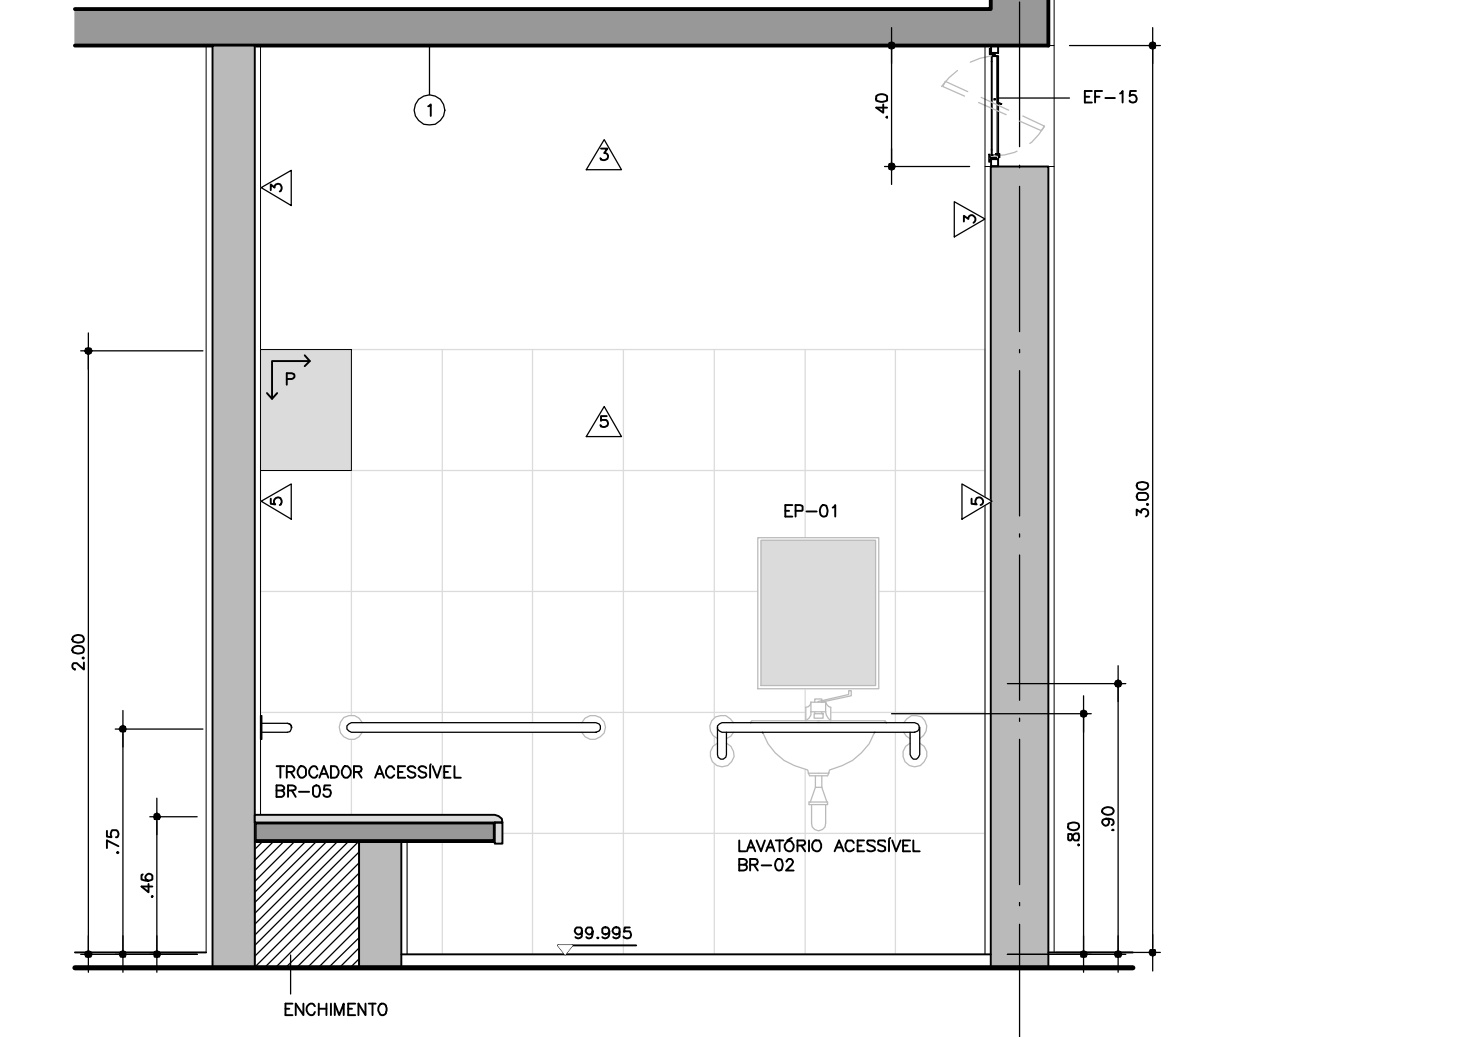 1
.40
EF-15
3
3
3
P
5
5
5
EP-01
3.00
2.00
TROCADOR ACESSÍVEL
BR-05
.75
.46
LAVATÓRIO ACESSÍVEL
BR-02
.80
.90
99.995
ENCHIMENTO